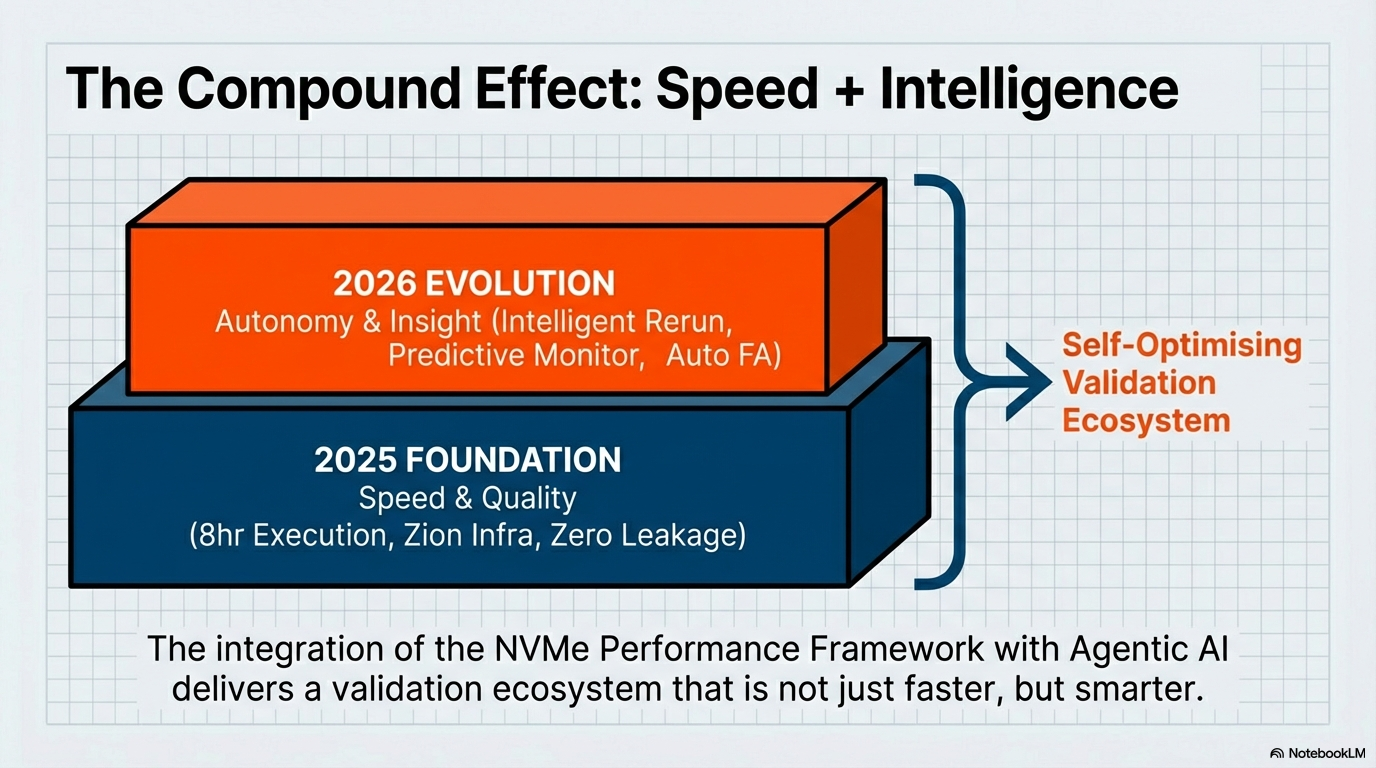 The Compound Effect: Speed + Intelligence
2026 EVOLUTION
Autonomy & Insight (Intelligent Rerun,
Predictive Monitor, Auto FA)
2025 FOUNDATION
Speed & Quality
(8hr Execution, Zion Infra, Zero Leakage)
Self-Optimising
Validation
Ecosystem
The integration of the NVMe Performance Framework with Agentic AI
delivers a validation ecosystem that is not just faster, but smarter.
NotebookLM